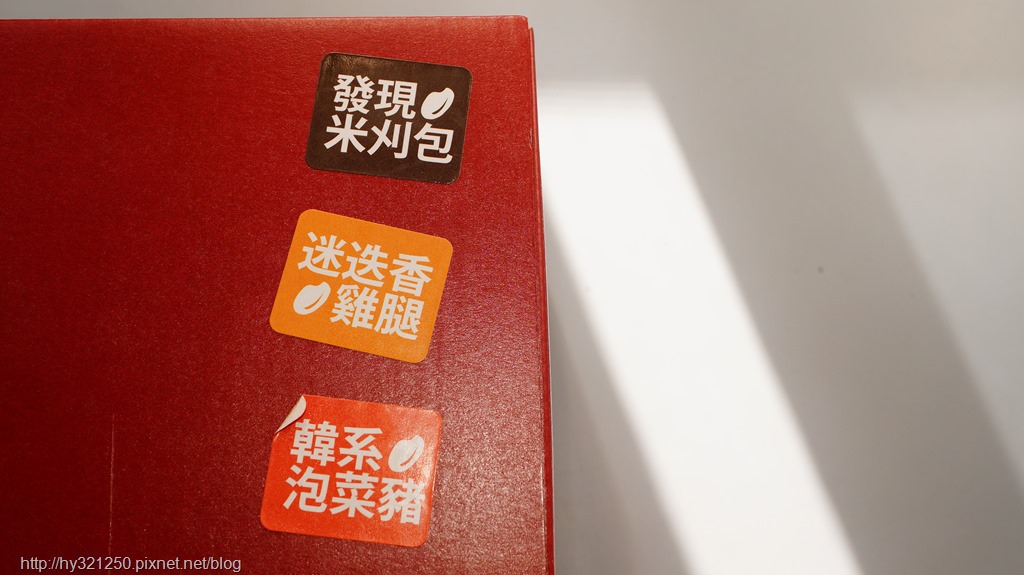 發現
米刈包
迷迭香
雞腿
韓系
泡菜豬
http://hy321250.pixnet.net/blog